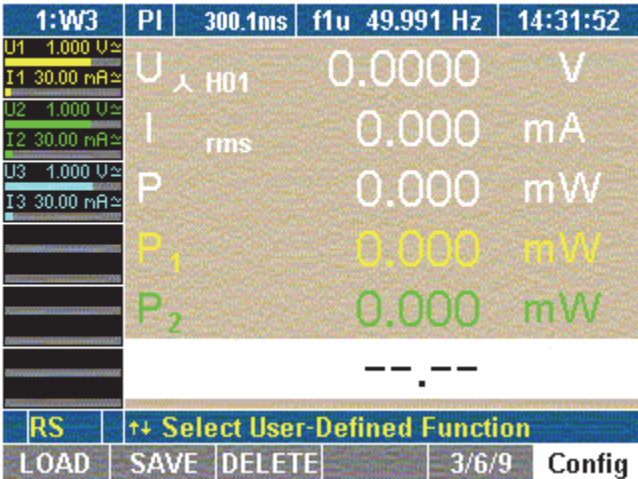 1:W3 PI 300.1ms f1u 49.991 Hz 14:31:52
U1 1.000 V≃
I1 30.00 mA≃
U2 1.000 V≃
I2 30.00 mA≃
U3 1.000 V≃
I3 30.00 mA≃
U⅄ H01 0.0000 V
I rms 0.000 mA
P 0.000 mW
P1 0.000 mW
P2 0.000 mW
--.--
RS ↑↓ Select User-Defined Function
LOAD SAVE DELETE 3/6/9 Config